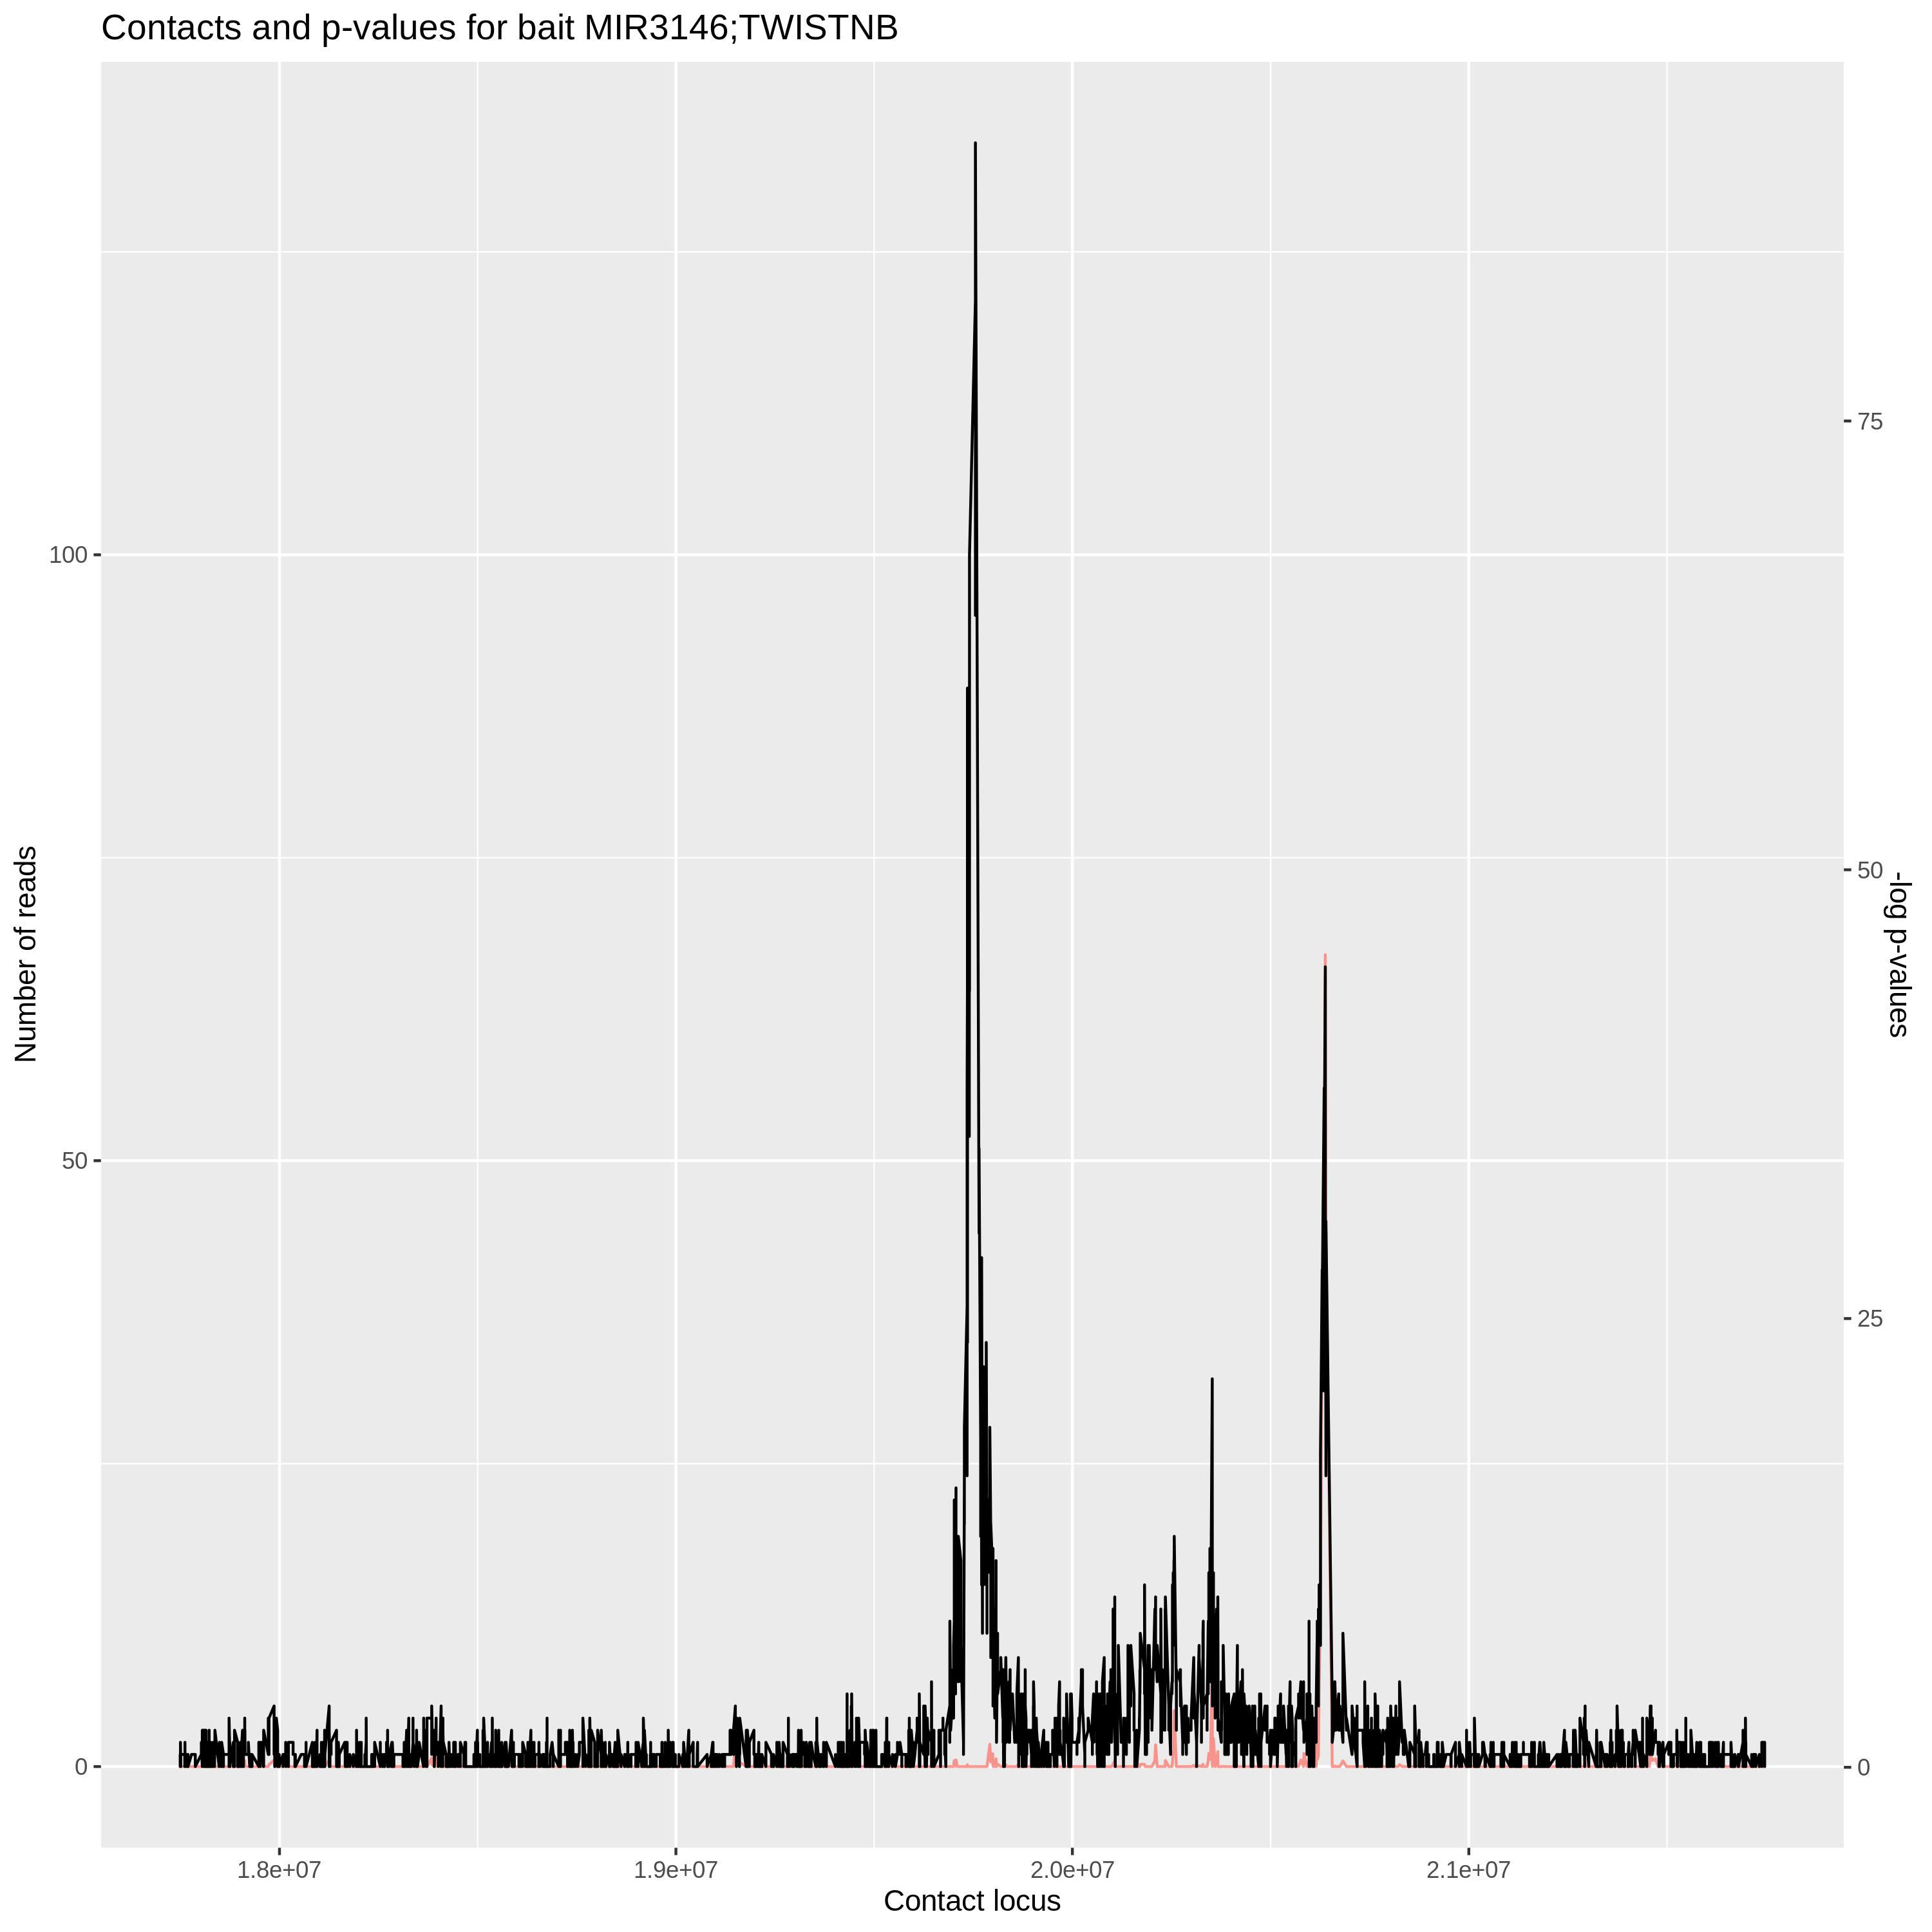 Contacts and p-values for bait MIR3146;TWISTNB
Number of reads
100
50
0
75
50
25
0
-log p-values
1.8e+07
1.9e+07
2.0e+07
2.1e+07
Contact locus